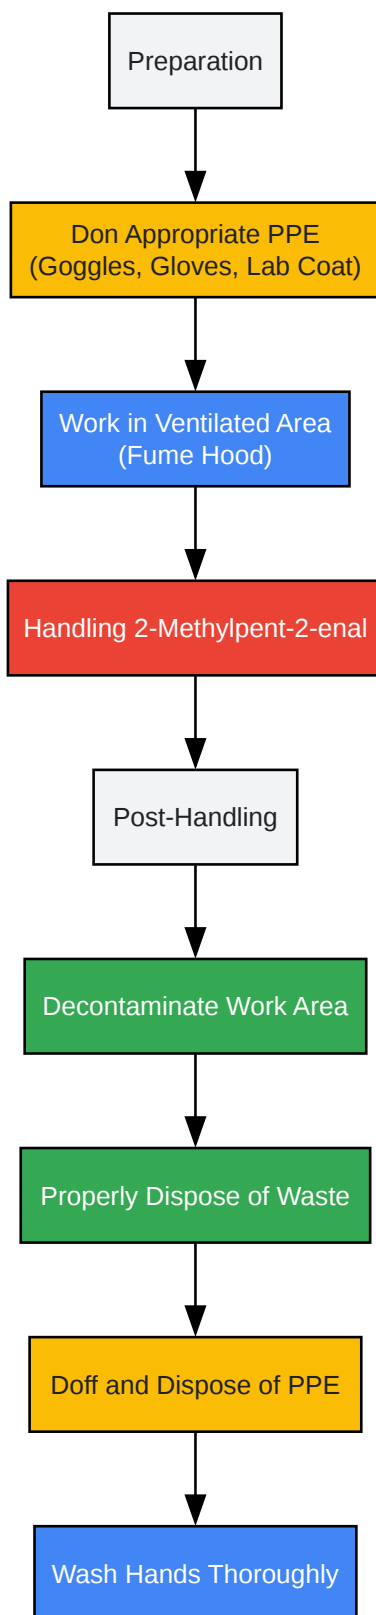 Preparation
Don Appropriate PPE
(Goggles, Gloves, Lab Coat)
Work in Ventilated Area
(Fume Hood)
Handling 2-Methylpent-2-enal
Post-Handling
Decontaminate Work Area
Properly Dispose of Waste
Doff and Dispose of PPE
Wash Hands Thoroughly